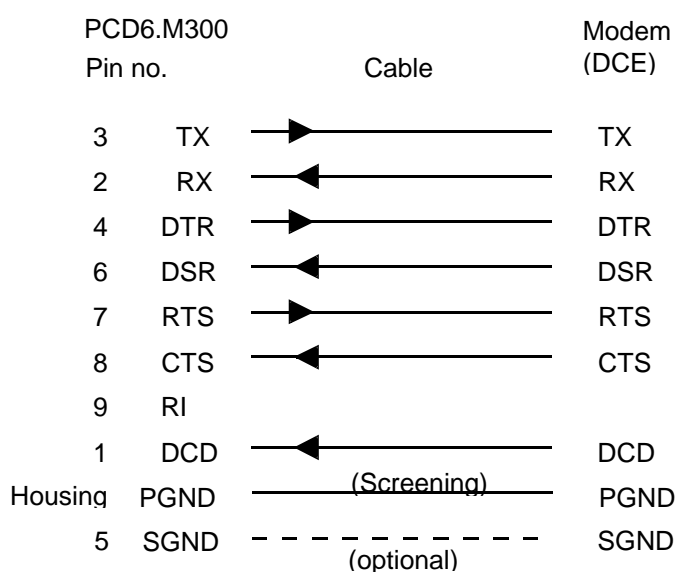 PCD6.M300 Modem
Pin no. Cable (DCE)
3 TX TX
2 RX RX
4 DTR DTR
6 DSR DSR
7 RTS RTS
8 CTS CTS
9 RI
1 DCD DCD
(Screening)
Housing PGND PGND
5 SGND SGND
(optional)